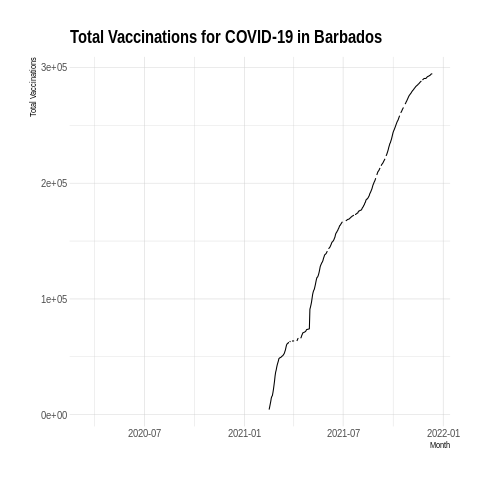 Total Vaccinations for COVID-19 in Barbados
Total Vaccinations
3e+05
2e+05
1e+05
0e+00
2020-07 2021-01 2021-07 2022-01
Month